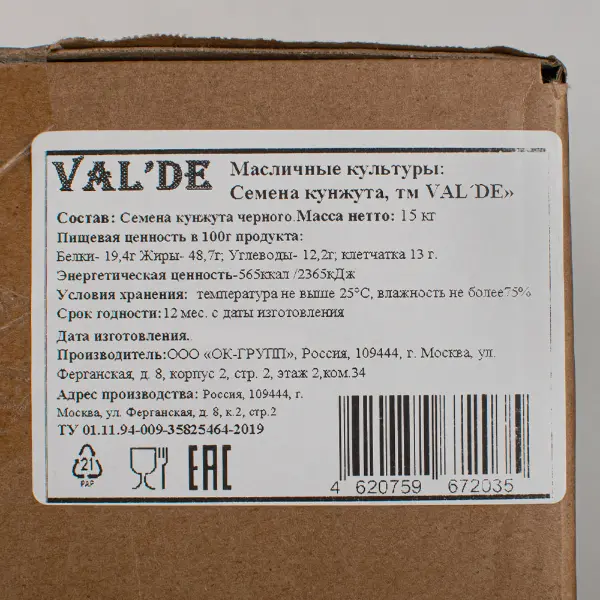 VAL'DE
Масличные культуры:
Семена кунжута, тм VAL´DE»
Состав: Семена кунжута черного.Масса нетто: 15 кг
Пищевая ценность в 100г продукта:
Белки- 19,4г Жиры- 48,7г; Углеводы- 12,2г; клетчатка 13 г.
Энергетическая ценность-565ккал /2365кДж
Условия хранения: температура не выше 25°С, влажность не более75%
Срок годности:12 мес. с даты изготовления
Дата изготовления.
Производитель:ООО «ОК-ГРУПП», Россия, 109444, г. Москва, ул.
Ферганская, д. 8, корпус 2, стр. 2, этаж 2,ком.34
Адрес производства: Россия, 109444, г.
Москва, ул. Ферганская, д. 8, к.2, стр.2
ТУ 01.11.94-009-35825464-2019
21
PAP
EAC
4 620759 672035